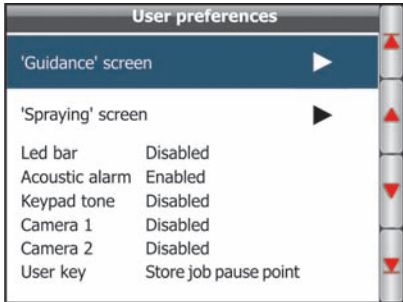 User preferences
'Guidance' screen
'Spraying' screen
Led bar Disabled
Acoustic alarm Enabled
Keypad tone Disabled
Camera 1 Disabled
Camera 2 Disabled
User key Store job pause point